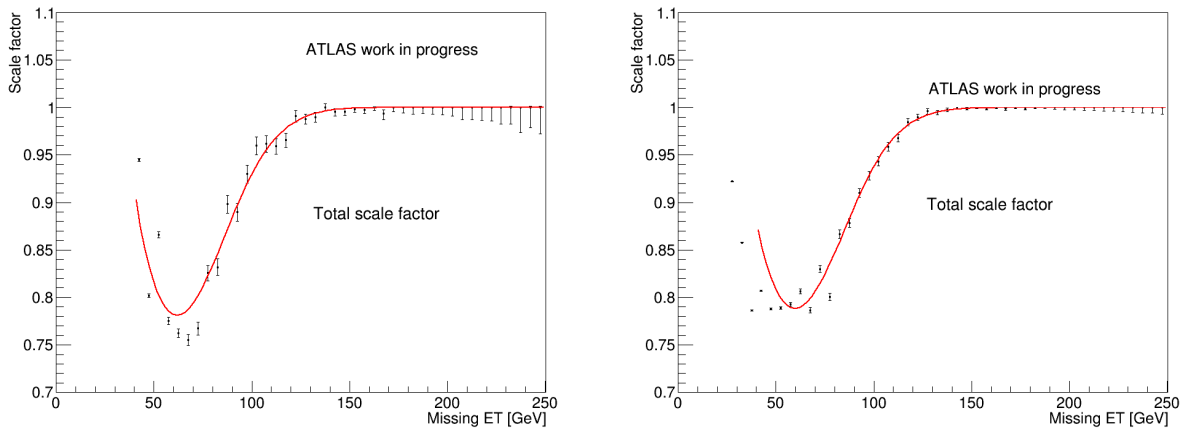 Scale factor
1.1
1.05
1
0.95
0.9
0.85
0.8
0.75
0.7
ATLAS work in progress
Total scale factor
0 50 100 150 200 250
Missing ET [GeV]
Scale factor
1.1
1.05
1
0.95
0.9
0.85
0.8
0.75
0.7
ATLAS work in progress
Total scale factor
0 50 100 150 200 250
Missing ET [GeV]